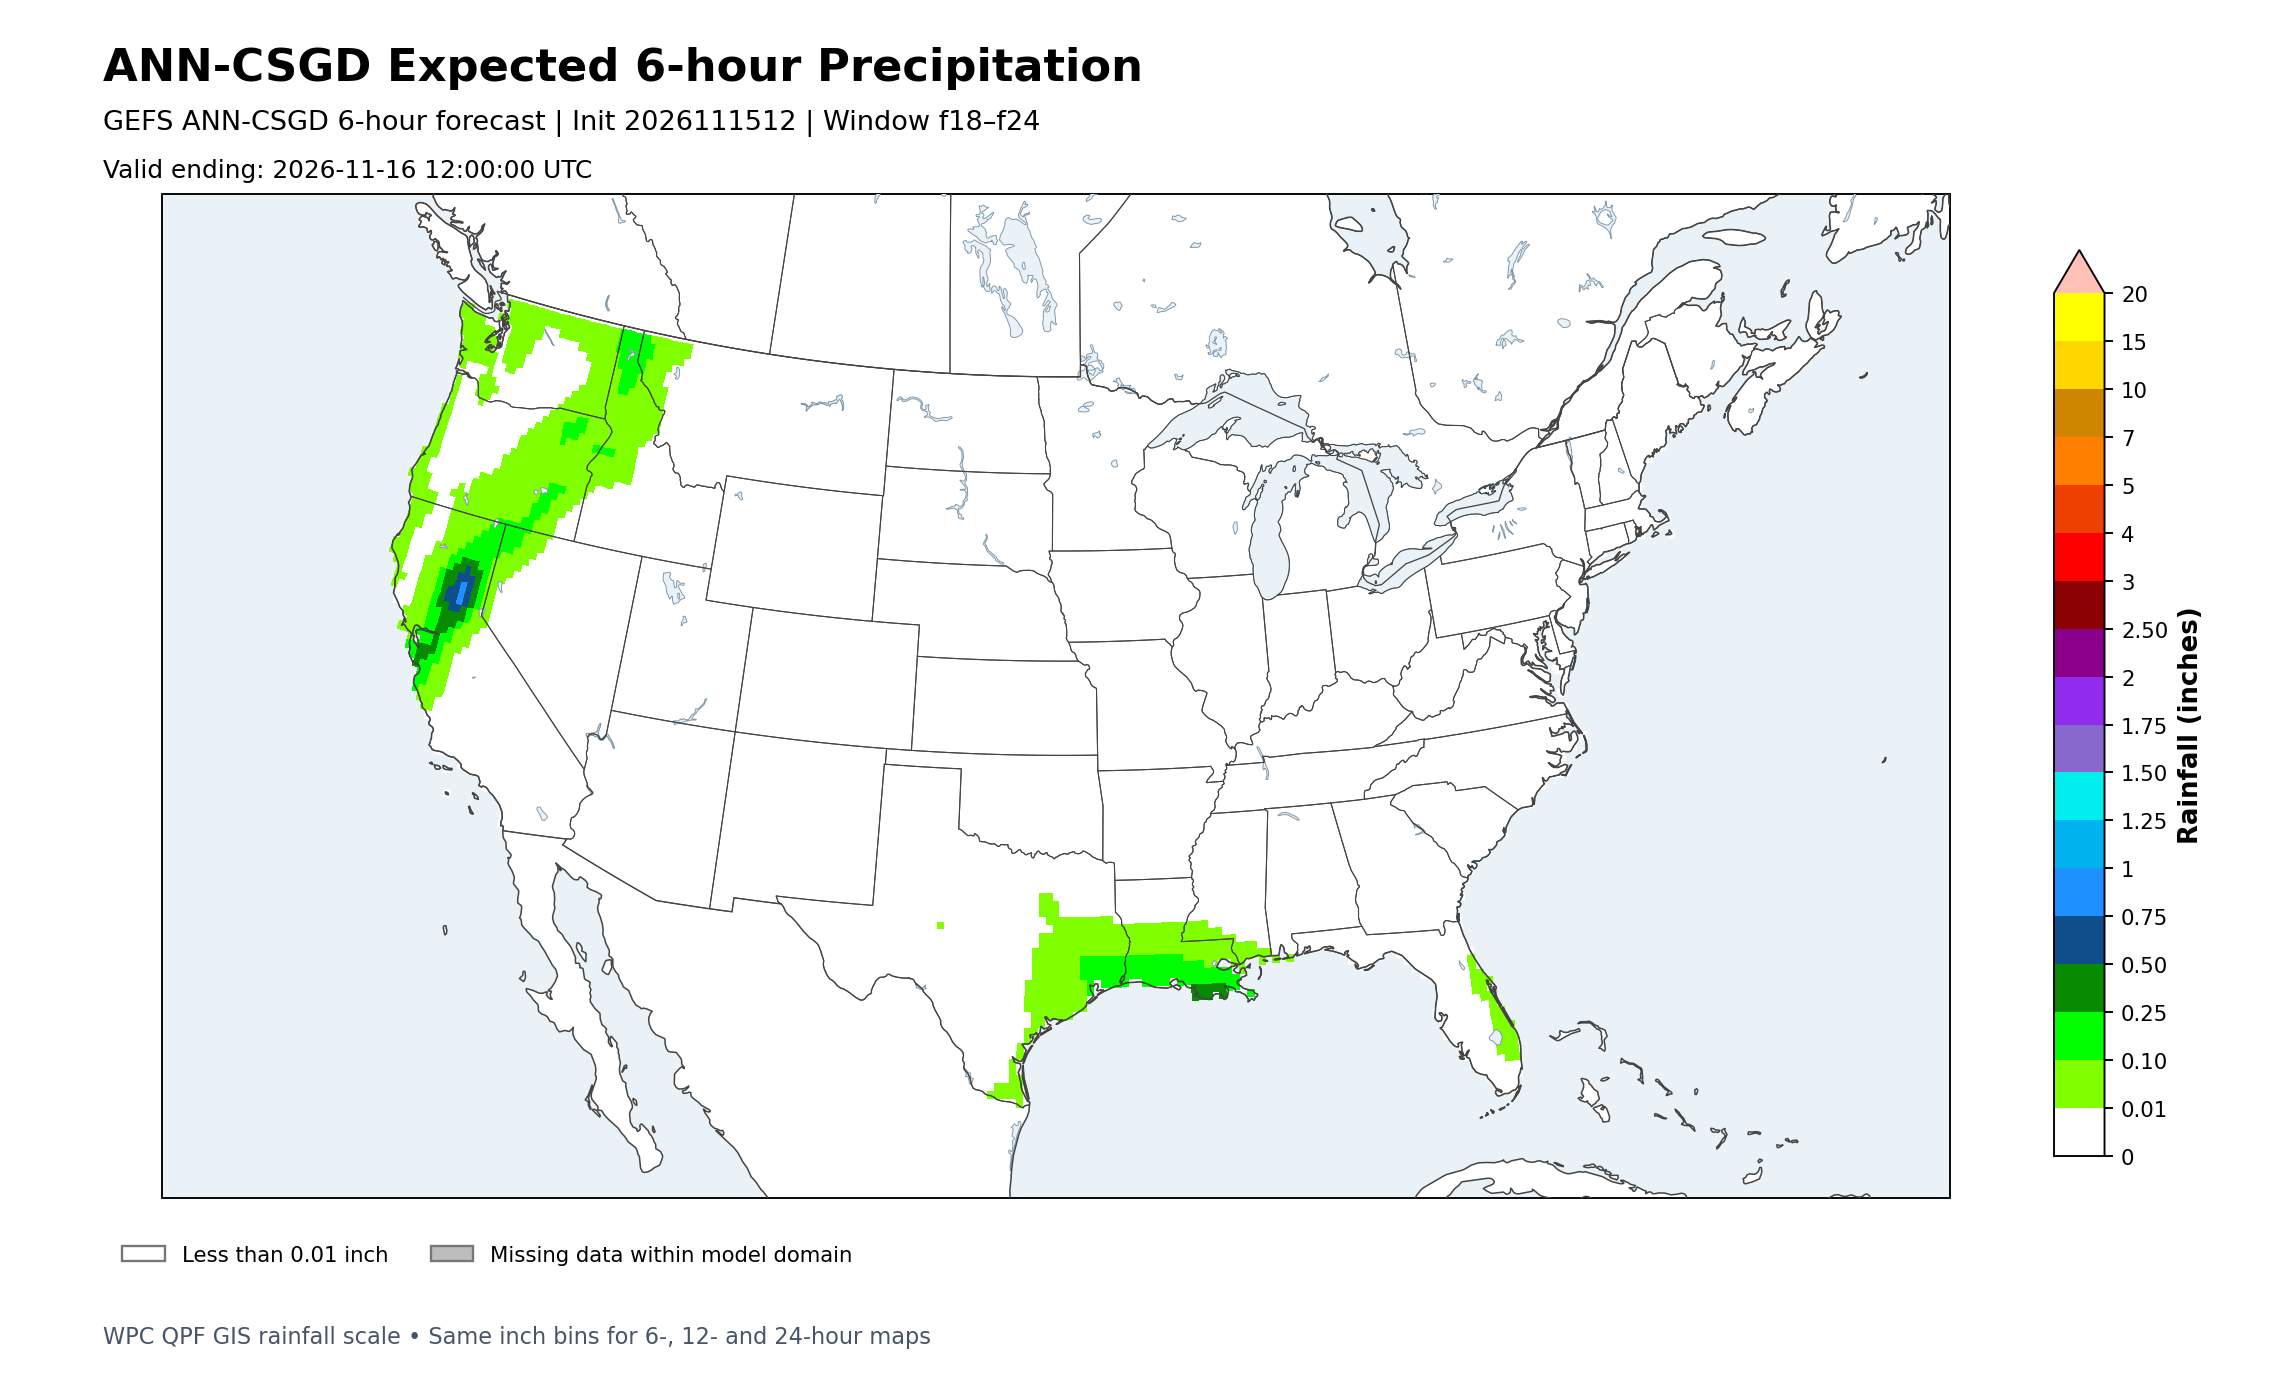 ANN-CSGD Expected 6-hour Precipitation
GEFS ANN-CSGD 6-hour forecast | Init 2026111512 | Window f18–f24
Valid ending: 2026-11-16 12:00:00 UTC
20
15
10
7
5
4
3
2.50
2
1.75
1.50
1.25
1
0.75
0.50
0.25
0.10
0.01
0
Rainfall (inches)
Less than 0.01 inch
Missing data within model domain
WPC QPF GIS rainfall scale • Same inch bins for 6-, 12- and 24-hour maps